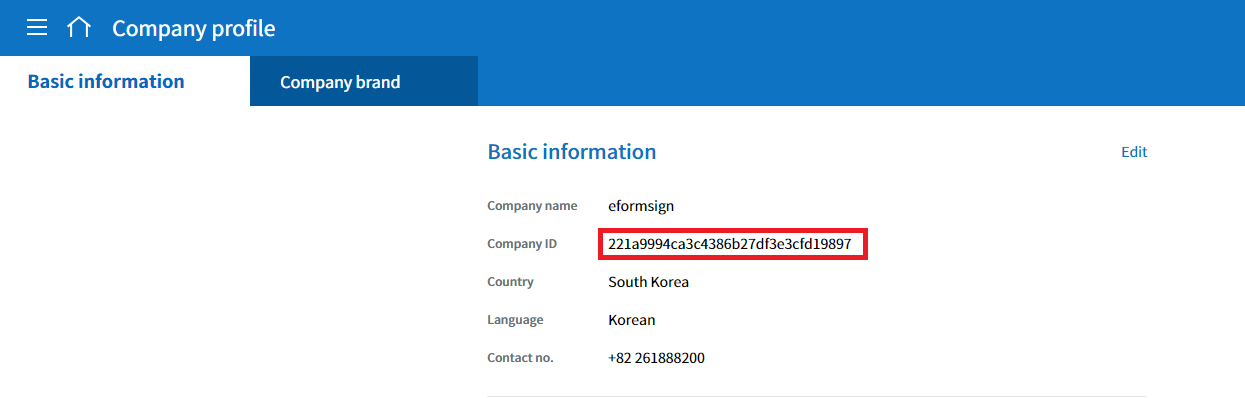 Company profile
Basic information
Company brand
Basic information
Edit
Company name eformsign
Company ID 221a9994ca3c4386b27df3e3cfd19897
Country South Korea
Language Korean
Contact no. +82 261888200